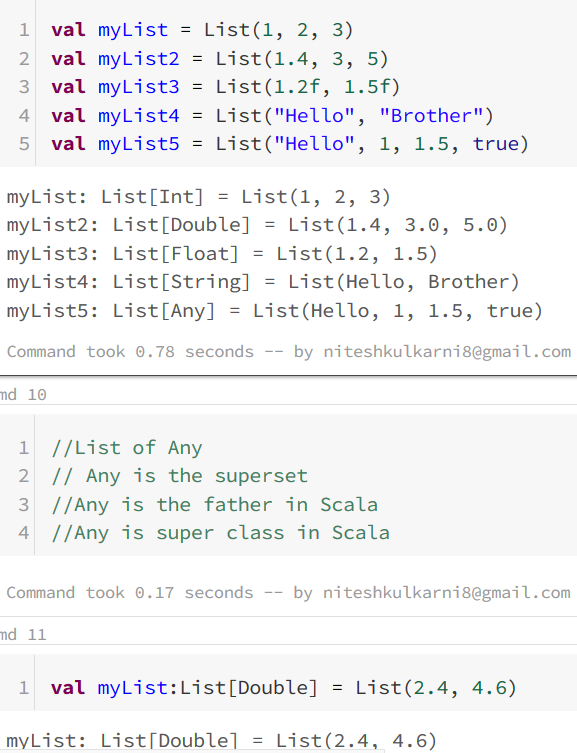 1 val myList = List(1, 2, 3)
2 val myList2 = List(1.4, 3, 5)
3 val myList3 = List(1.2f, 1.5f)
4 val myList4 = List("Hello", "Brother")
5 val myList5 = List("Hello", 1, 1.5, true)
myList: List[Int] = List(1, 2, 3)
myList2: List[Double] = List(1.4, 3.0, 5.0)
myList3: List[Float] = List(1.2, 1.5)
myList4: List[String] = List(Hello, Brother)
myList5: List[Any] = List(Hello, 1, 1.5, true)
Command took 0.78 seconds -- by niteshkulkarni8@gmail.com
md 10
1 //List of Any
2 // Any is the superset
3 //Any is the father in Scala
4 //Any is super class in Scala
Command took 0.17 seconds -- by niteshkulkarni8@gmail.com
md 11
1 val myList:List[Double] = List(2.4, 4.6)
myList: List[Double] = List(2.4, 4.6)